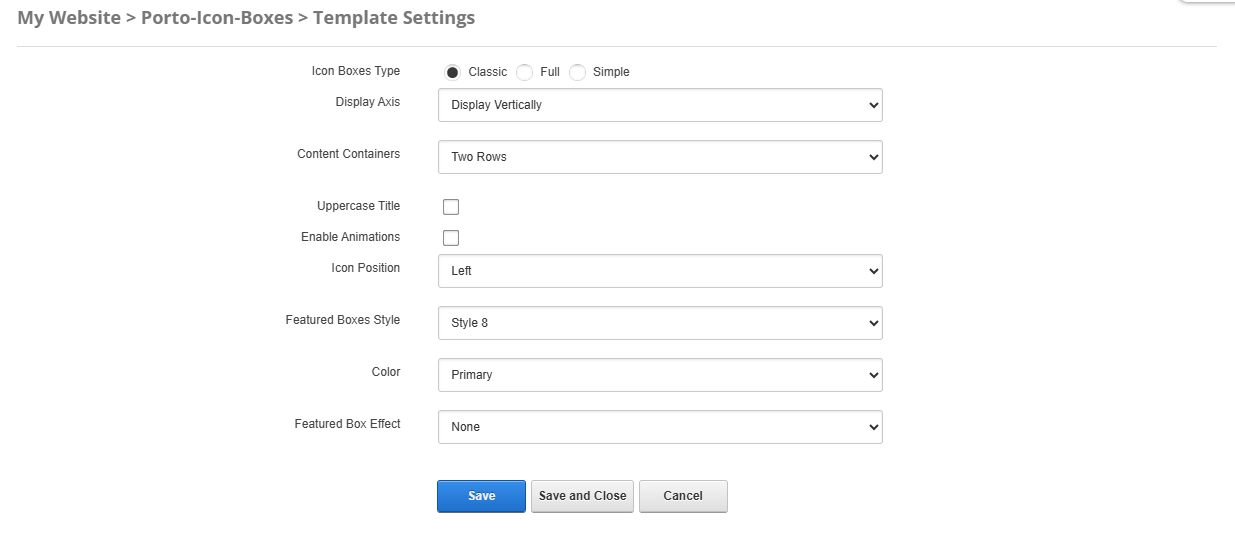 My Website > Porto-Icon-Boxes > Template Settings
Icon Boxes Type Classic Full Simple
Display Axis Display Vertically
Content Containers Two Rows
Uppercase Title
Enable Animations
Icon Position Left
Featured Boxes Style Style 8
Color Primary
Featured Box Effect None
Save Save and Close Cancel